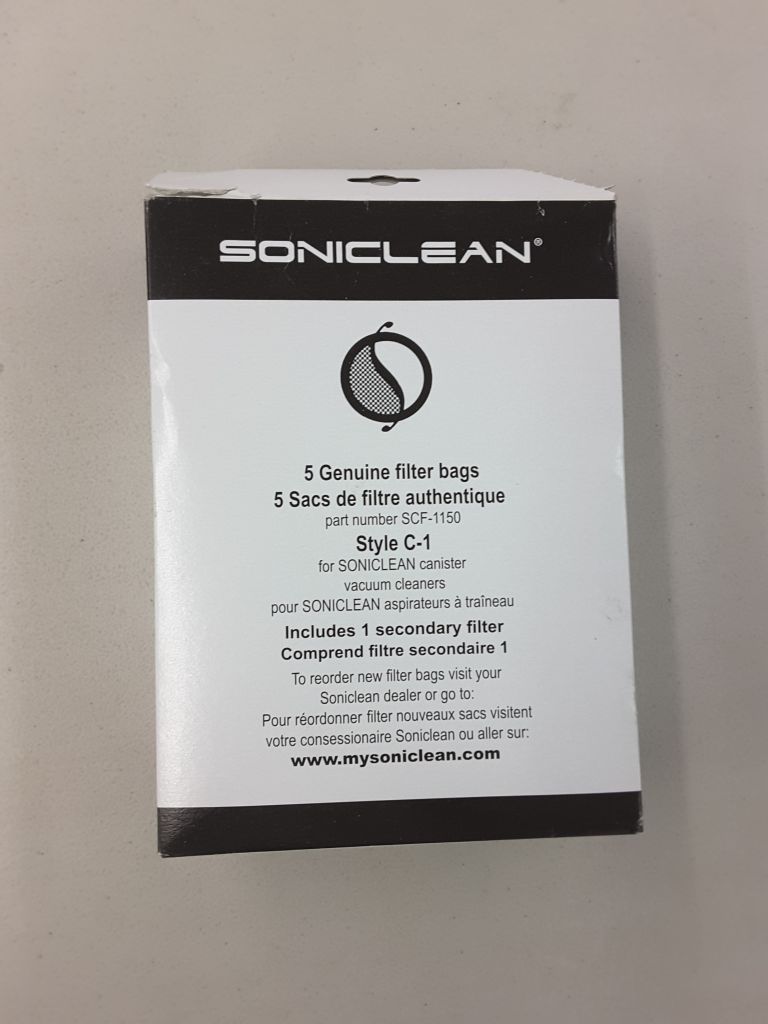 SONICLEAN®
5 Genuine filter bags
5 Sacs de filtre authentique
part number SCF-1150
Style C-1
for SONICLEAN canister
vacuum cleaners
pour SONICLEAN aspirateurs à traîneau
Includes 1 secondary filter
Comprend filtre secondaire 1
To reorder new filter bags visit your
Soniclean dealer or go to:
Pour réordonner filter nouveaux sacs visitent
votre consessionaire Soniclean ou aller sur:
www.mysoniclean.com